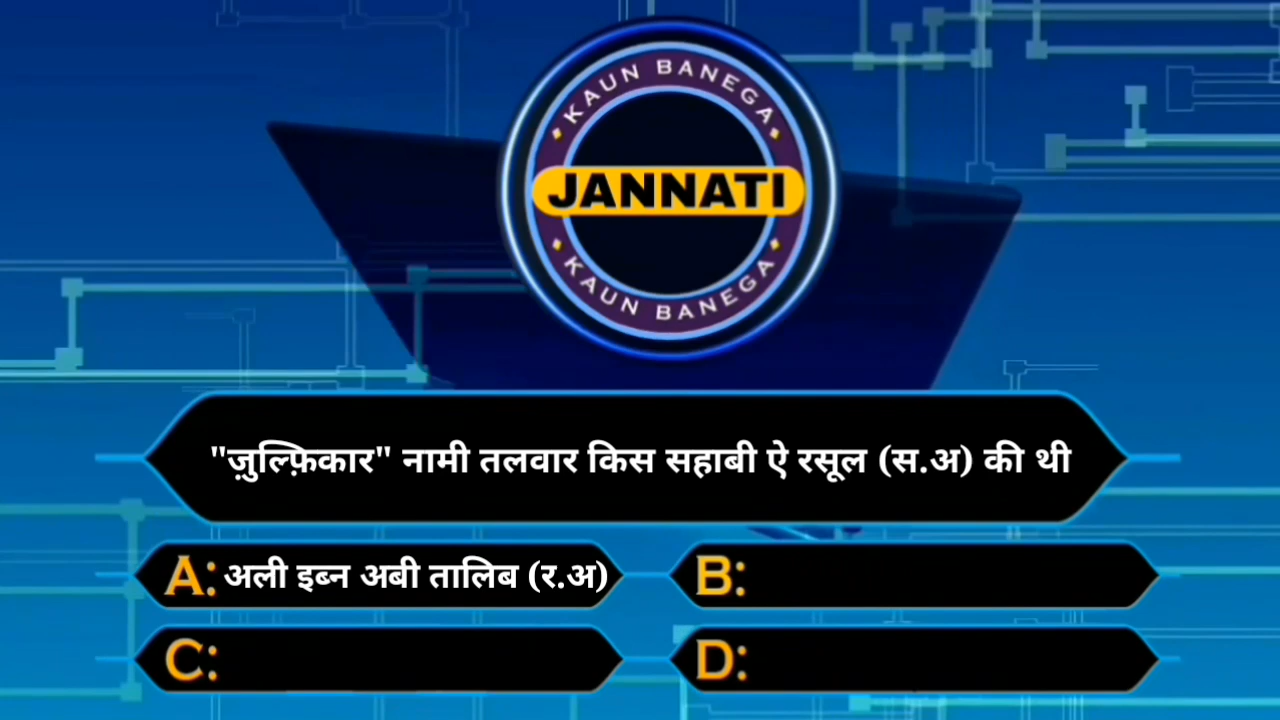 KAUN BANEGA
JANNATI
KAUN BANEGA
"ज़ुल्फ़िकार" नामी तलवार किस सहाबी ऐ रसूल (स.अ) की थी
A: अली इब्न अबी तालिब (र.अ)
B:
C:
D: